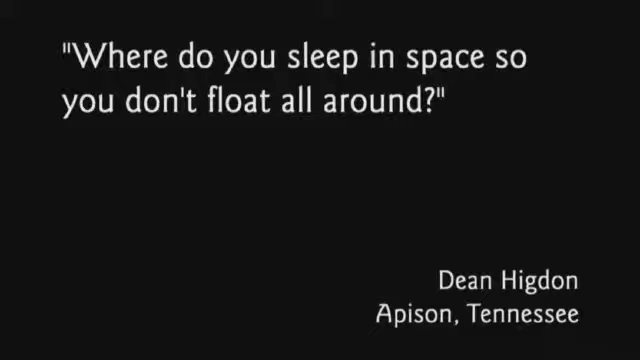 "Where do you sleep in space so
you don't float all around?"
Dean Higdon
Apison, Tennessee